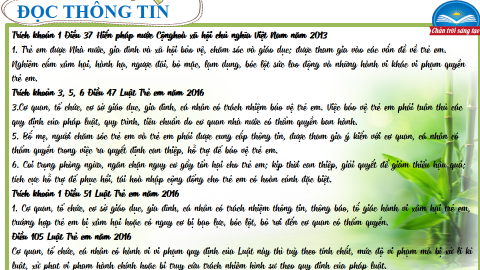 ĐỌC THÔNG TIN
Chân trời sáng tạo
Trích khoản 1 Điều 37 Hiến pháp nước Cộnghoà xã hội chủ nghĩa Việt Nam năm 2013
1. Trẻ em được Nhà nước, gia đình và xã hội bảo vệ, chăm sóc và giáo dục; được tham gia vào các vấn đề về trẻ em.
Nghiêm cấm xâm hại, hành hạ, ngược đãi, bỏ mặc, lạm dụng, bóc lột sức lao động và những hành vi khác vi phạm quyền
trẻ em.
Trích khoản 3, 5, 6 Điều 47 Luật Trẻ em năm 2016
3.Cơ quan, tổ chức, cơ sở giáo dục, gia đình, cá nhân có trách nhiệm bảo vệ trẻ em. Việc bảo vệ trẻ em phải tuân thủ các
quy định của pháp luật, quy trình, tiêu chuẩn do cơ quan nhà nước có thẩm quyền ban hành.
5. Bố mẹ, người chăm sóc trẻ em và trẻ em phải được cung cấp thông tin, được tham gia ý kiến với cơ quan, cá nhân có
thẩm quyền trong việc ra quyết định can thiệp, hỗ trợ để bảo vệ trẻ em.
6. Coi trọng phòng ngừa, ngăn chặn nguy cơ gây tổn hại cho trẻ em; kịp thời can thiệp, giải quyết để giảm thiểu hậu quả;
tích cực hỗ trợ để phục hồi, tái hoà nhập cộng đồng cho trẻ em có hoàn cảnh đặc biệt.
Trích khoản 1 Điều 51 Luật Trẻ em năm 2016
1. Cơ quan, tổ chức, cơ sở giáo dục, gia đình, cá nhân có trách nhiệm thông tin, thông báo, tố giác hành vi xâm hại trẻ em,
trường hợp trẻ em bị xâm hại hoặc có nguy cơ bị bạo lực, bóc lột, bỏ rơi đến cơ quan có thẩm quyền.
Điều 105 Luật Trẻ em năm 2016
Cơ quan, tổ chức, cá nhân có hành vi vi phạm quy định của Luật này thì tuỳ theo tính chất, mức độ vi phạm mà bị xử lí kỉ
luật, xử phạt vi phạm hành chính hoặc bị truy cứu trách nhiệm hình sự theo quy định của pháp luật.